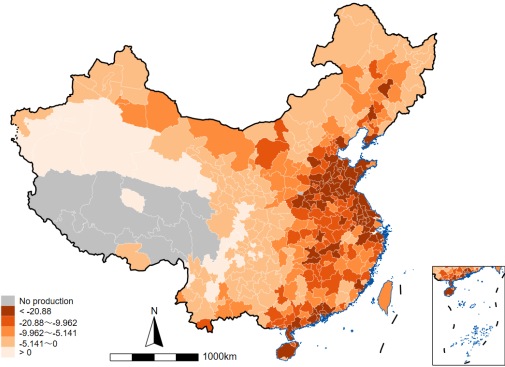 No production
< -20.88
-20.88～-9.962
-9.962～-5.141
-5.141～0
> 0
N
1000km